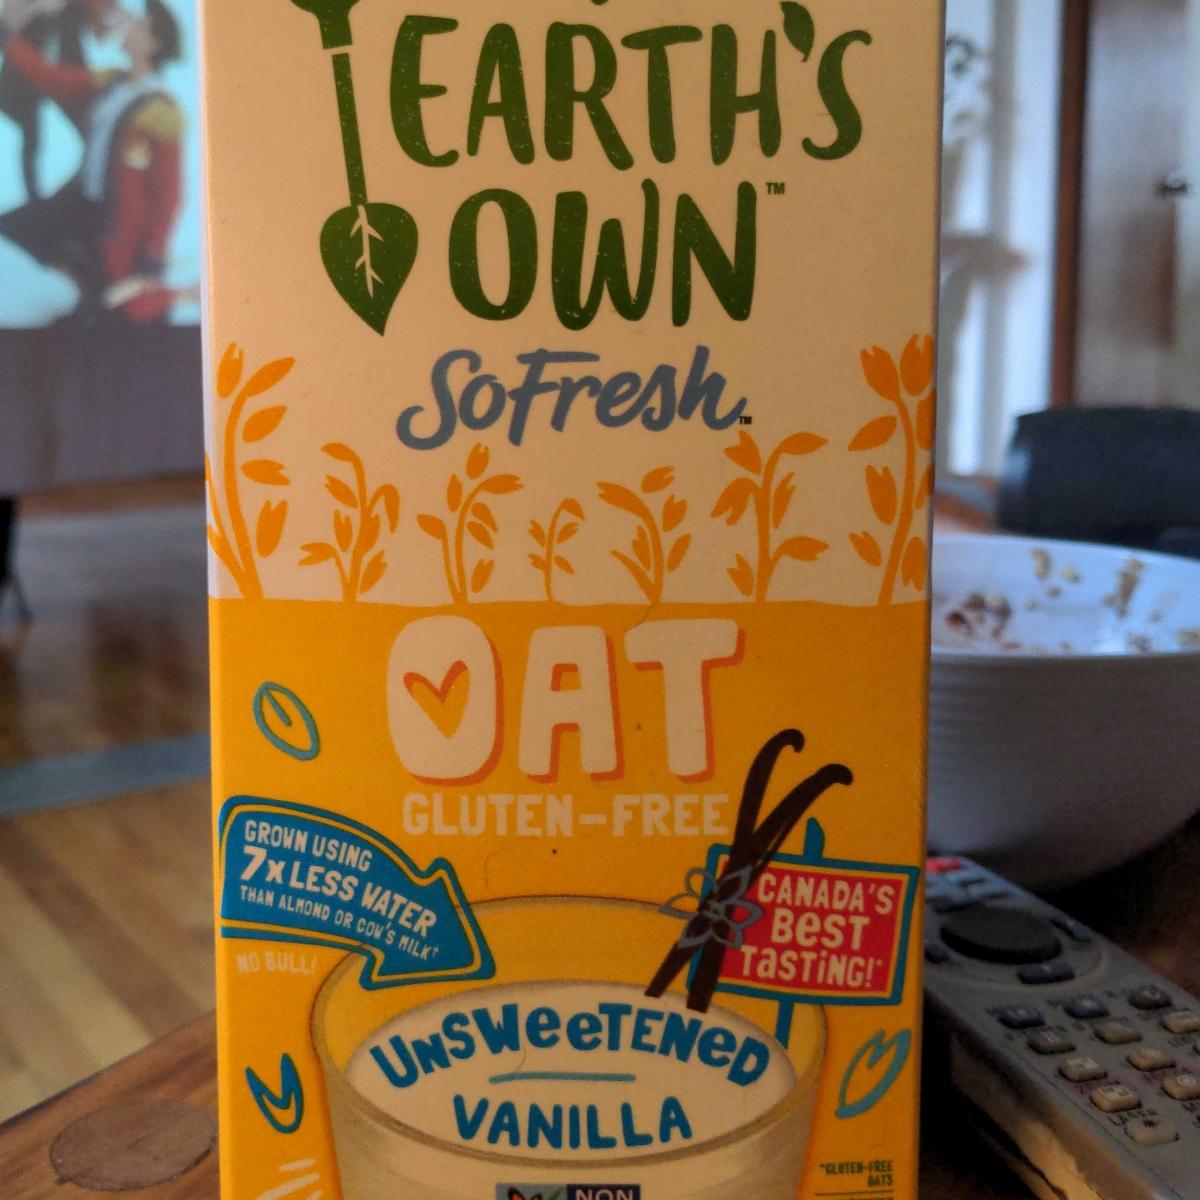 EARTH'S
OWN™
SoFresh™
OAT
GLUTEN-FREE
GROWN USING
7x LESS WATER
THAN ALMOND OR COW'S MILK†
NO BULL!
CANADA'S
BEST
TASTING!*
UNSWEETENED
VANILLA
*GLUTEN-FREE
OATS
NON